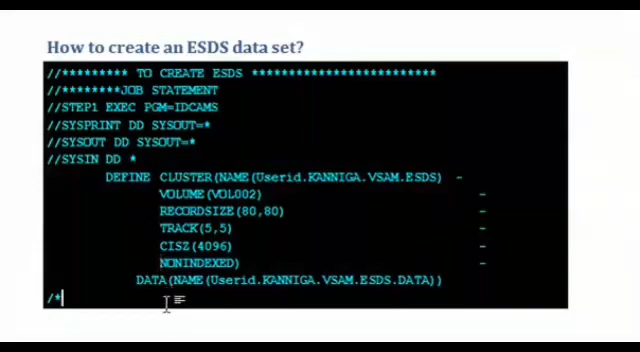 How to create an ESDS data set?
//********* TO CREATE ESDS **************************
//********JOB STATEMENT
//STEP1 EXEC PGM=IDCAMS
//SYSPRINT DD SYSOUT=*
//SYSOUT DD SYSOUT=*
//SYSIN DD *
DEFINE CLUSTER(NAME(Userid.KANNIGA.VSAM.ESDS) -
VOLUME(VOL002) -
RECORDSIZE(80,80) -
TRACK(5,5) -
CISZ(4096) -
NONINDEXED) -
DATA(NAME(Userid.KANNIGA.VSAM.ESDS.DATA))
/*